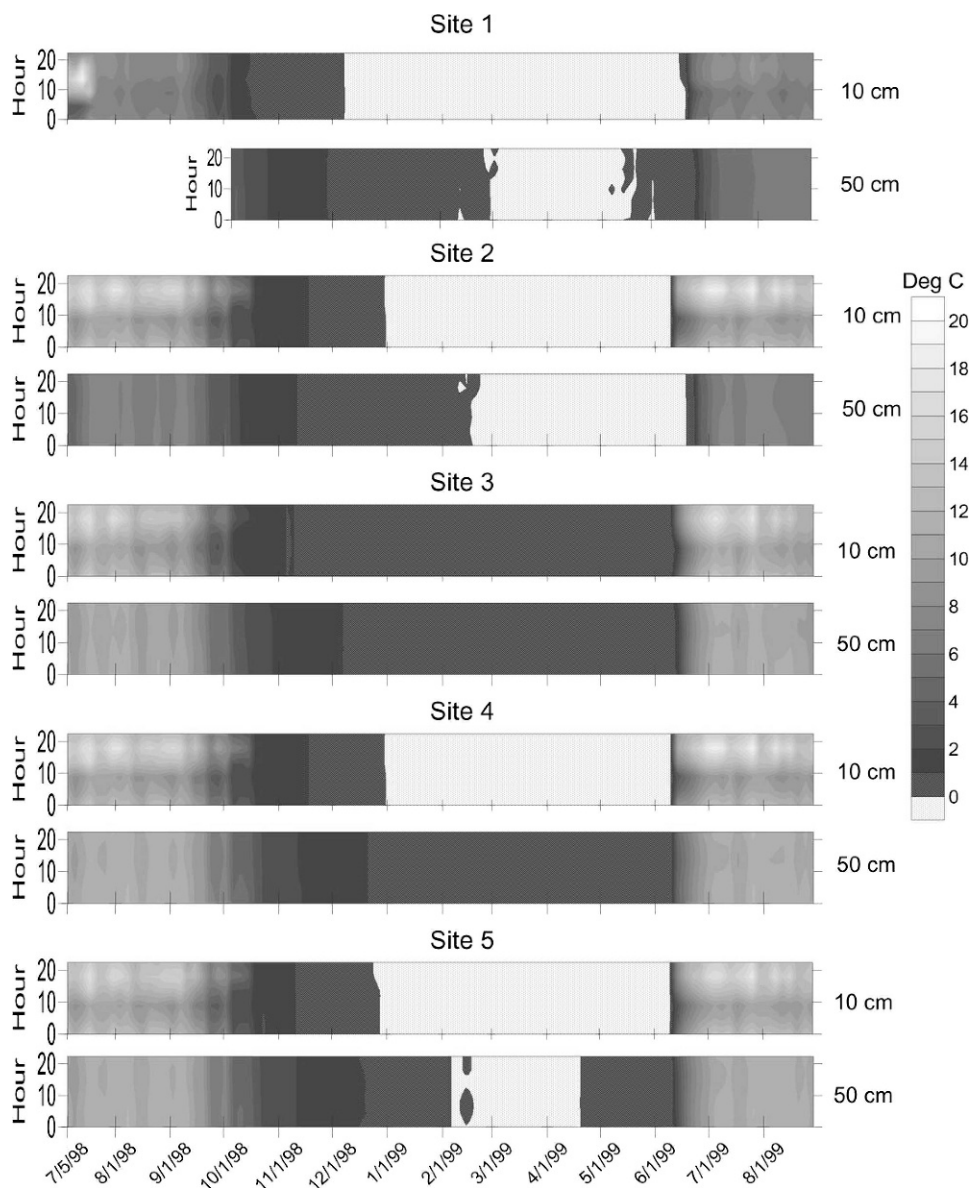 Site 1
Hour 20 10 0 10 cm
Hour 20 10 0 50 cm
Site 2
Hour 20 10 0 10 cm
Hour 20 10 0 50 cm
Site 3
Hour 20 10 0 10 cm
Hour 20 10 0 50 cm
Site 4
Hour 20 10 0 10 cm
Hour 20 10 0 50 cm
Site 5
Hour 20 10 0 10 cm
Hour 20 10 0 50 cm
7/5/98 8/1/98 9/1/98 10/1/98 11/1/98 12/1/98 1/1/99 2/1/99 3/1/99 4/1/99 5/1/99 6/1/99 7/1/99 8/1/99
Deg C
20
18
16
14
12
10
8
6
4
2
0